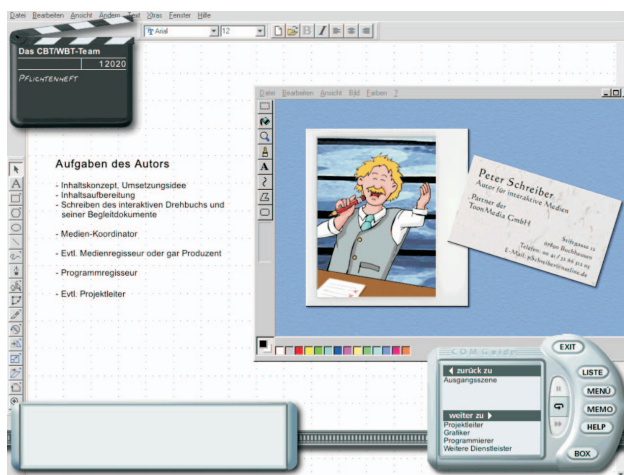 Datei Bearbeiten Ansicht Ändern Text Xtras Fenster Hilfe
Arial 12
Das CBT/WBT-Team
12020
PFLICHTENHEFT
Datei Bearbeiten Ansicht Bild Farben ?
Aufgaben des Autors
- Inhaltskonzept, Umsetzungsidee
- Inhaltsaufbereitung
- Schreiben des interaktiven Drehbuchs und
seiner Begleitdokumente
- Medien-Koordinator
- Evtl. Medienregisseur oder gar Produzent
- Programmregisseur
- Evtl. Projektleiter
Peter Schreiber
Autor für interaktive Medien
Partner der
ToonMedia GmbH
Telefon:
E-Mail:
COMGuide
EXIT
zurück zu
Ausgangsszene
LISTE
MENÜ
MEMO
HELP
BOX
weiter zu
Projektleiter
Grafiker
Programmierer
Weitere Dienstleister